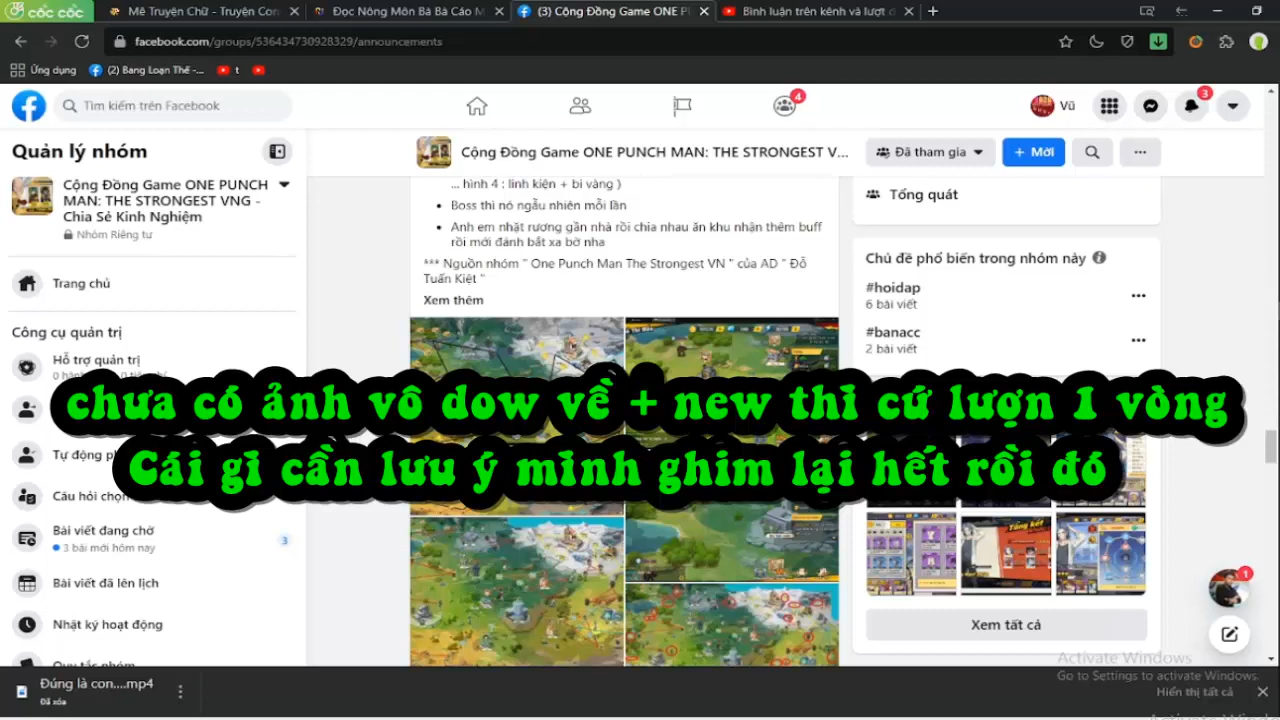 cốc cốc
Mê Truyện Chữ - Truyện Con
Đọc Nông Môn Bà Bà Cáo M
(3) Cộng Đồng Game ONE P
Bình luận trên kênh và lượt
facebook.com/groups/536434730928329/announcements
Ứng dụng
(2) Bang Loạn Thế -...
t
Tìm kiếm trên Facebook
4
Vũ
3
Quản lý nhóm
Cộng Đồng Game ONE PUNCH MAN: THE STRONGEST V...
Đã tham gia
+ Mới
Cộng Đồng Game ONE PUNCH
MAN: THE STRONGEST VNG -
Chia Sẻ Kinh Nghiệm
Nhóm Riêng tư
... hình 4 : linh kiện + bi vàng )
Boss thì nó ngẫu nhiên mỗi lần
Anh em nhặt rương gần nhà rồi chia nhau ăn khu nhận thêm buff
rồi mới đánh bắt xa bờ nha
*** Nguồn nhóm " One Punch Man The Strongest VN " của AD " Đỗ
Tuấn Kiệt "
Xem thêm
Tổng quát
Chủ đề phổ biến trong nhóm này
#hoidap
6 bài viết
#banacc
2 bài viết
Trang chủ
Công cụ quản trị
Hỗ trợ quản trị
chưa có ảnh vô dow về + new thì cứ lượn 1 vòng
Cái gì cần lưu ý mình ghim lại hết rồi đó
Tự động
Câu hỏi chọn
Bài viết đang chờ
3 bài mới hôm nay
3
Bài viết đã lên lịch
Nhật ký hoạt động
Quy tắc nhóm
Tổng kết
Xem tất cả
1
Activate Windows
Go to Settings to activate Windows.
Đúng là con....mp4
Đã xóa
Hiển thị tất cả
Activate Window